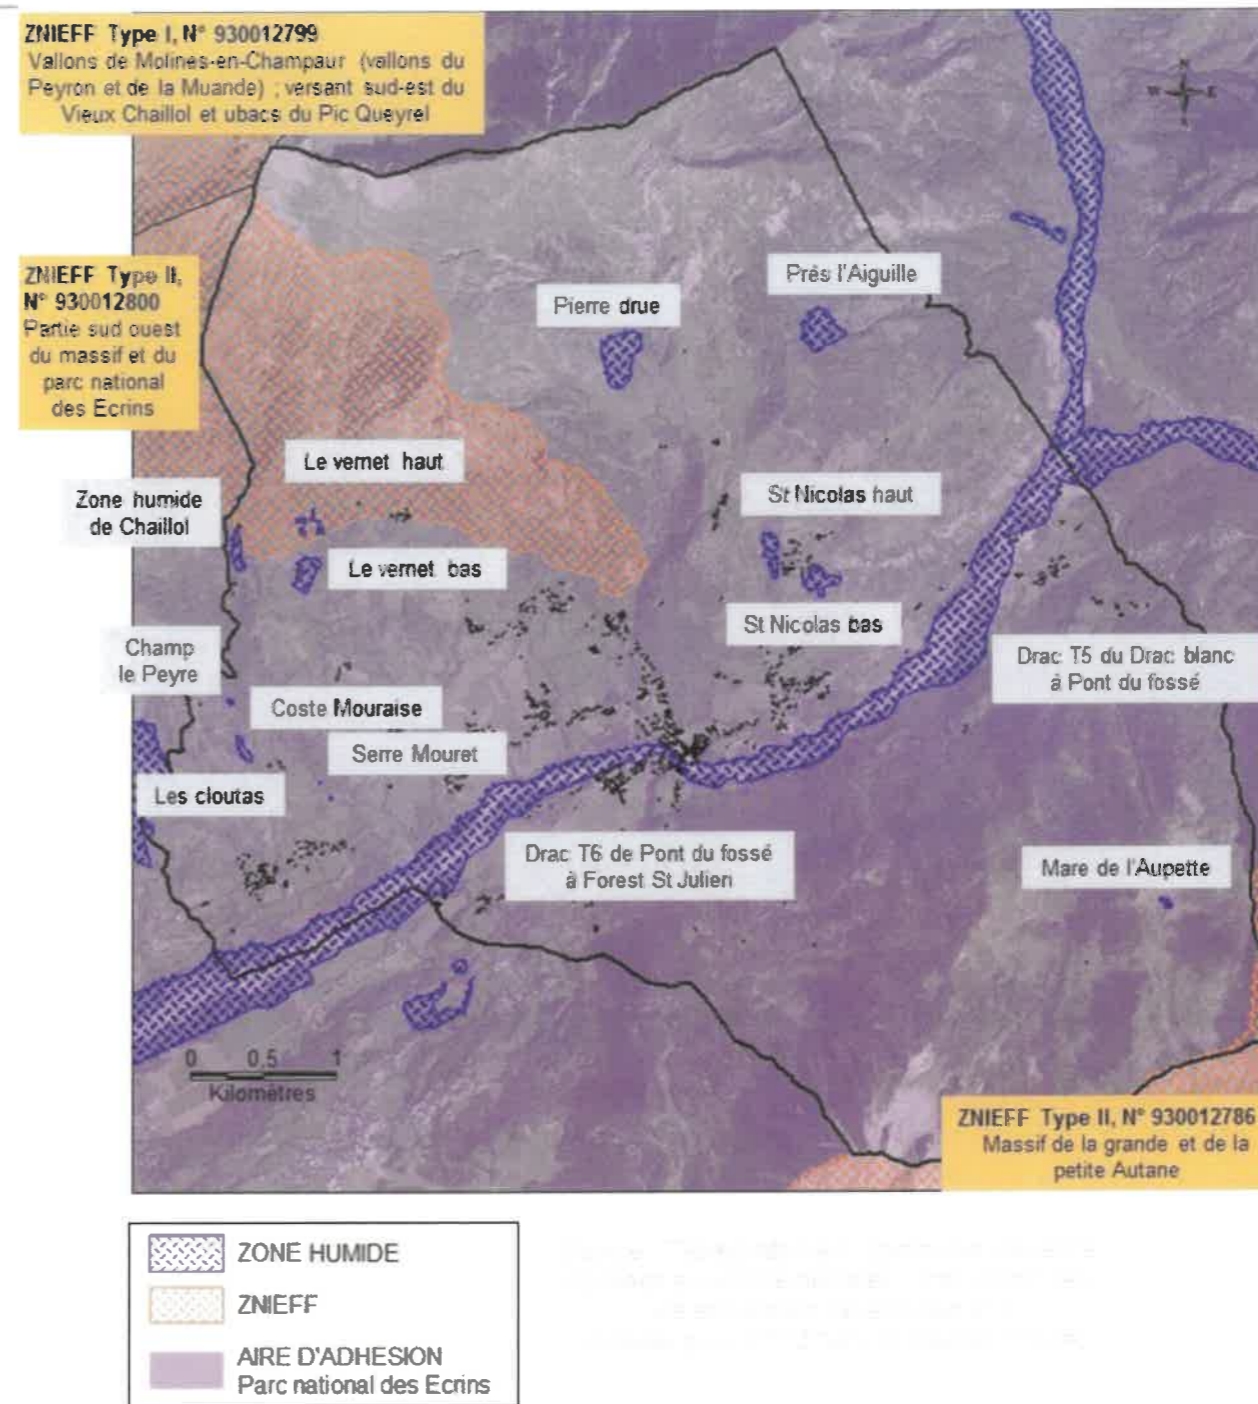 ZNIEFF Type I, N° 930012799
Vallons de Molines-en-Champaur (vallons du
Peyron et de la Muande) ; versant sud-est du
Vieux Chaillol et ubacs du Pic Queyrel
N
W E
S
ZNIEFF Type II,
N° 930012800
Partie sud ouest
du massif et du
parc national
des Ecrins
Près l'Aiguille
Pierre drue
Le vernet haut
Zone humide
de Chaillol
St Nicolas haut
Le vernet bas
St Nicolas bas
Champ
le Peyre
Drac T5 du Drac blanc
à Pont du fossé
Coste Mouraise
Serre Mouret
Les cloutas
Drac T6 de Pont du fossé
à Forest St Julien
Mare de l'Aupette
0 0.5 1
Kilomètres
ZNIEFF Type II, N° 930012786
Massif de la grande et de la
petite Autane
ZONE HUMIDE
ZNIEFF
AIRE D'ADHESION
Parc national des Ecrins